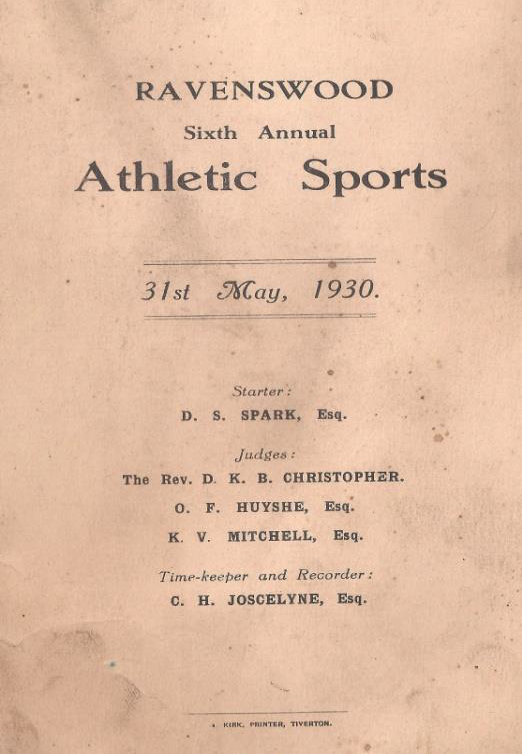 RAVENSWOOD
Sixth Annual
Athletic Sports
31st May, 1930.
Starter:
D. S. SPARK, Esq.
Judges:
The Rev. D. K. B. CHRISTOPHER.
O. F. HUYSHE, Esq.
K. V. MITCHELL, Esq.
Time-keeper and Recorder:
C. H. JOSCELYNE, Esq.
KIRK, PRINTER, TIVERTON.